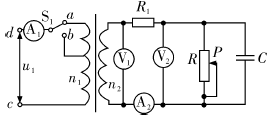 S₁ a R₁
d A₁ b
V₁ V₂ R P C
u₁ n₁ n₂
c A₂